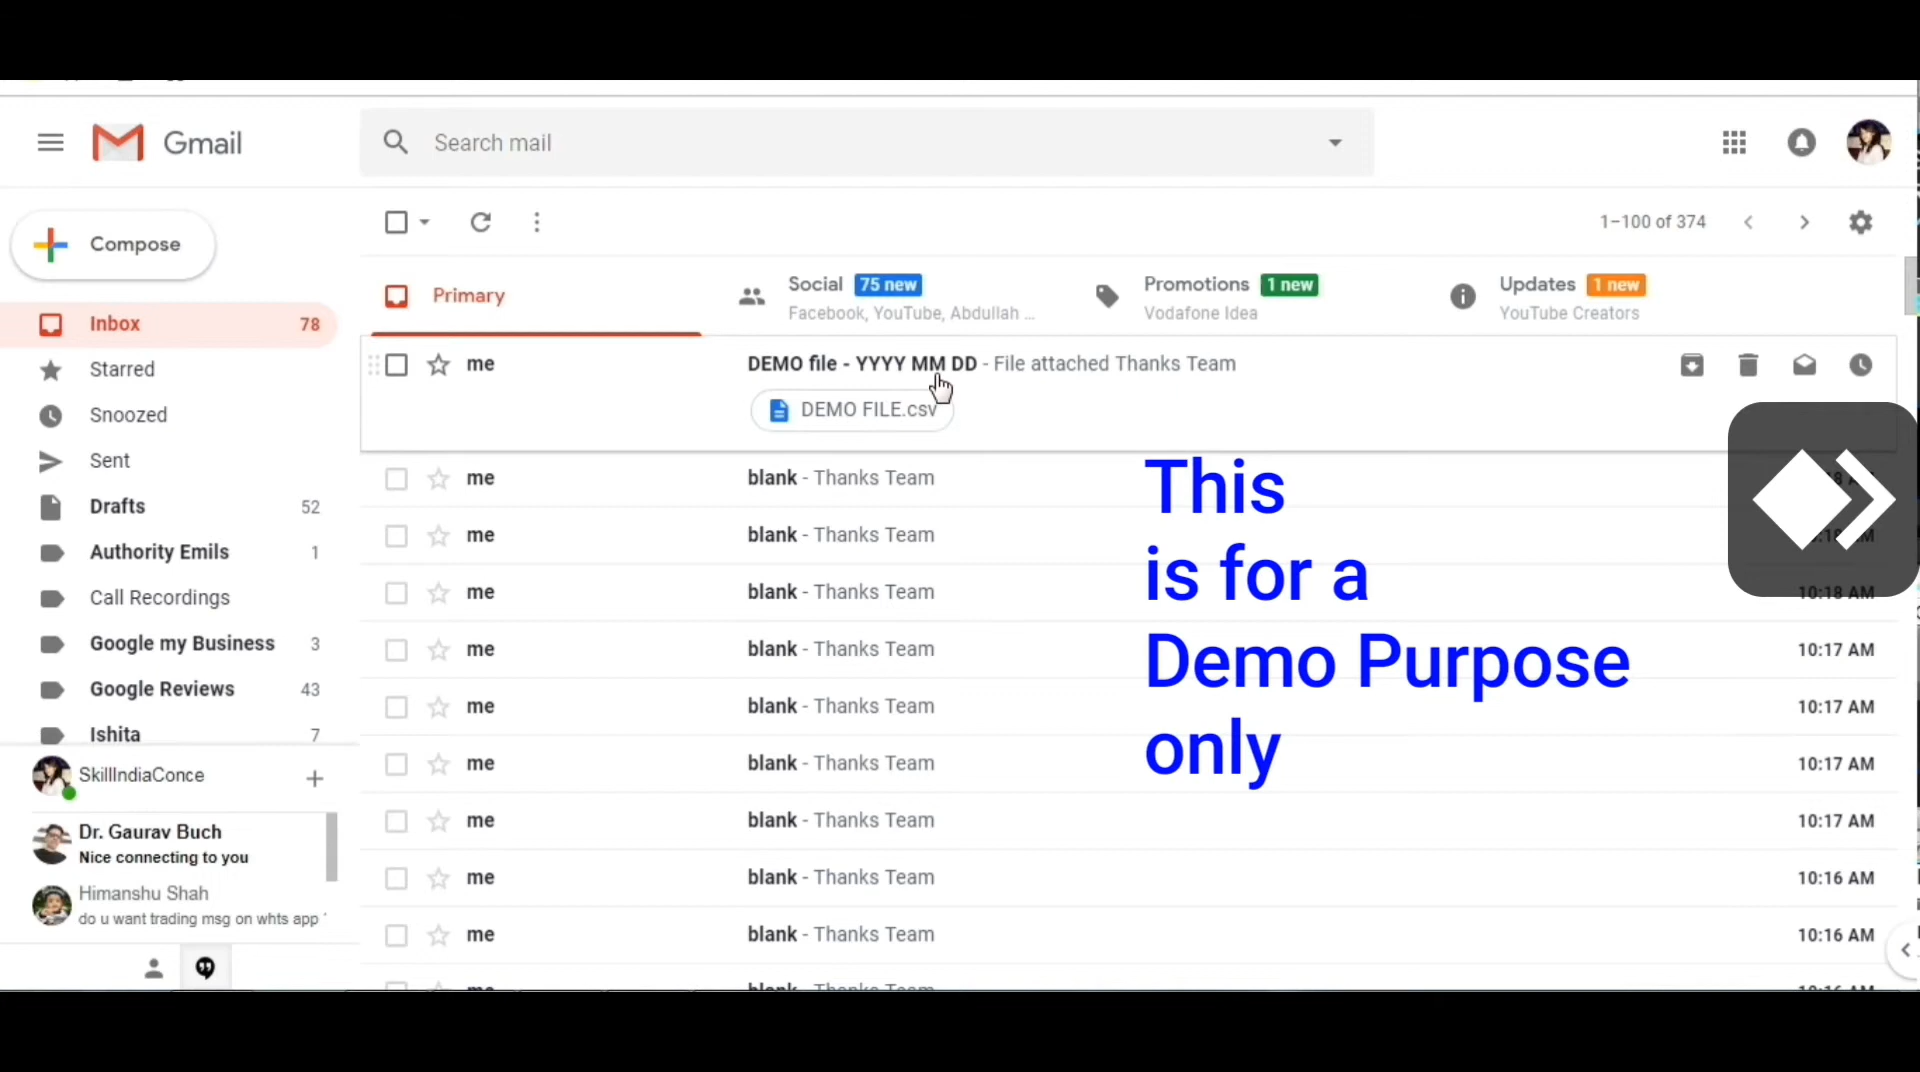 Gmail
Search mail
Compose
1–100 of 374
Primary
Social 75 new
Facebook, YouTube, Abdullah ...
Promotions 1 new
Vodafone Idea
Updates 1 new
YouTube Creators
Inbox 78
Starred
Snoozed
Sent
Drafts 52
Authority Emils 1
Call Recordings
Google my Business 3
Google Reviews 43
Ishita 7
SkillIndiaConce
Dr. Gaurav Buch
Nice connecting to you
Himanshu Shah
do u want trading msg on whts app
me DEMO file - YYYY MM DD - File attached Thanks Team
DEMO FILE.csv
me blank - Thanks Team
me blank - Thanks Team
me blank - Thanks Team 10:18 AM
me blank - Thanks Team 10:17 AM
me blank - Thanks Team 10:17 AM
me blank - Thanks Team 10:17 AM
me blank - Thanks Team 10:17 AM
me blank - Thanks Team 10:16 AM
me blank - Thanks Team 10:16 AM
me blank - Thanks Team 10:16 AM
This
is for a
Demo Purpose
only